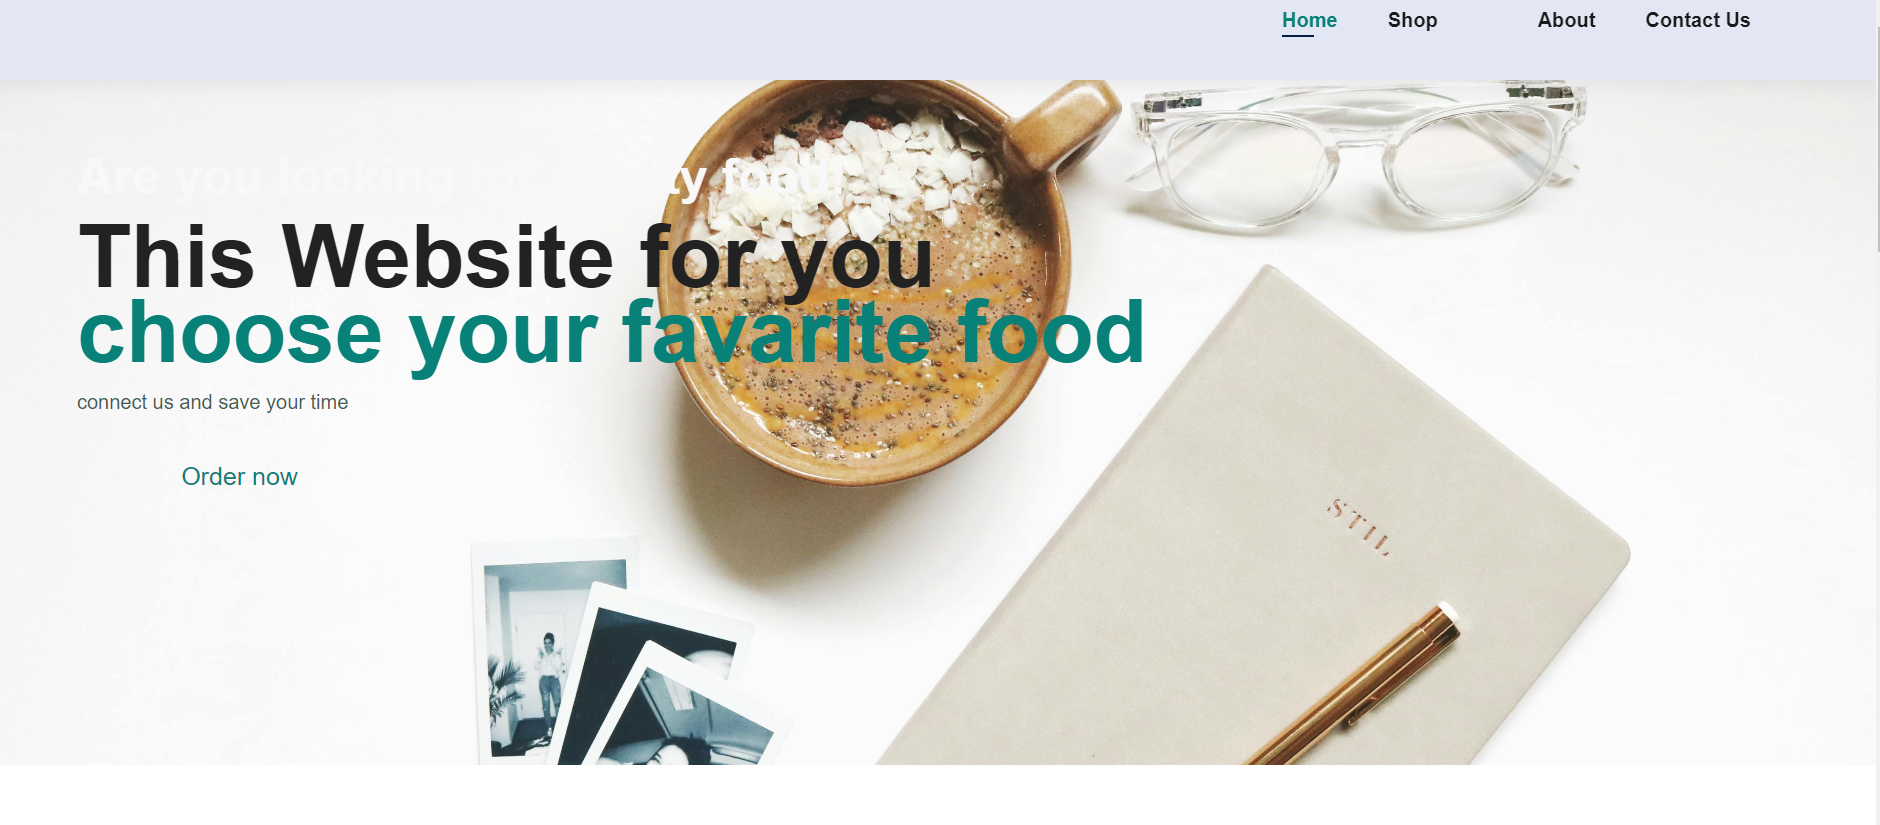 Home Shop About Contact Us
Are you looking for ty food!
This Website for you
choose your favarite food
connect us and save your time
Order now
STIL